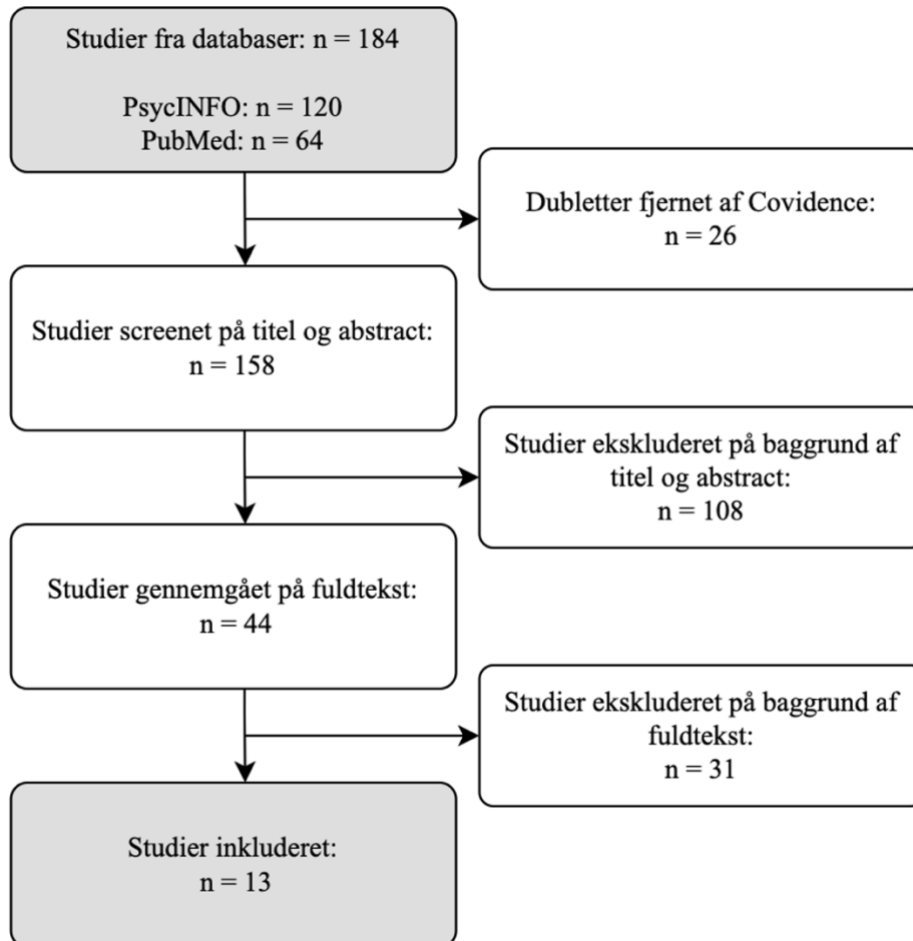 Studier fra databaser: n = 184
PsycINFO: n = 120
PubMed: n = 64
Dubletter fjernet af Covidence:
n = 26
Studier screenet på titel og abstract:
n = 158
Studier ekskluderet på baggrund af
titel og abstract:
n = 108
Studier gennemgået på fuldtekst:
n = 44
Studier ekskluderet på baggrund af
fuldtekst:
n = 31
Studier inkluderet:
n = 13